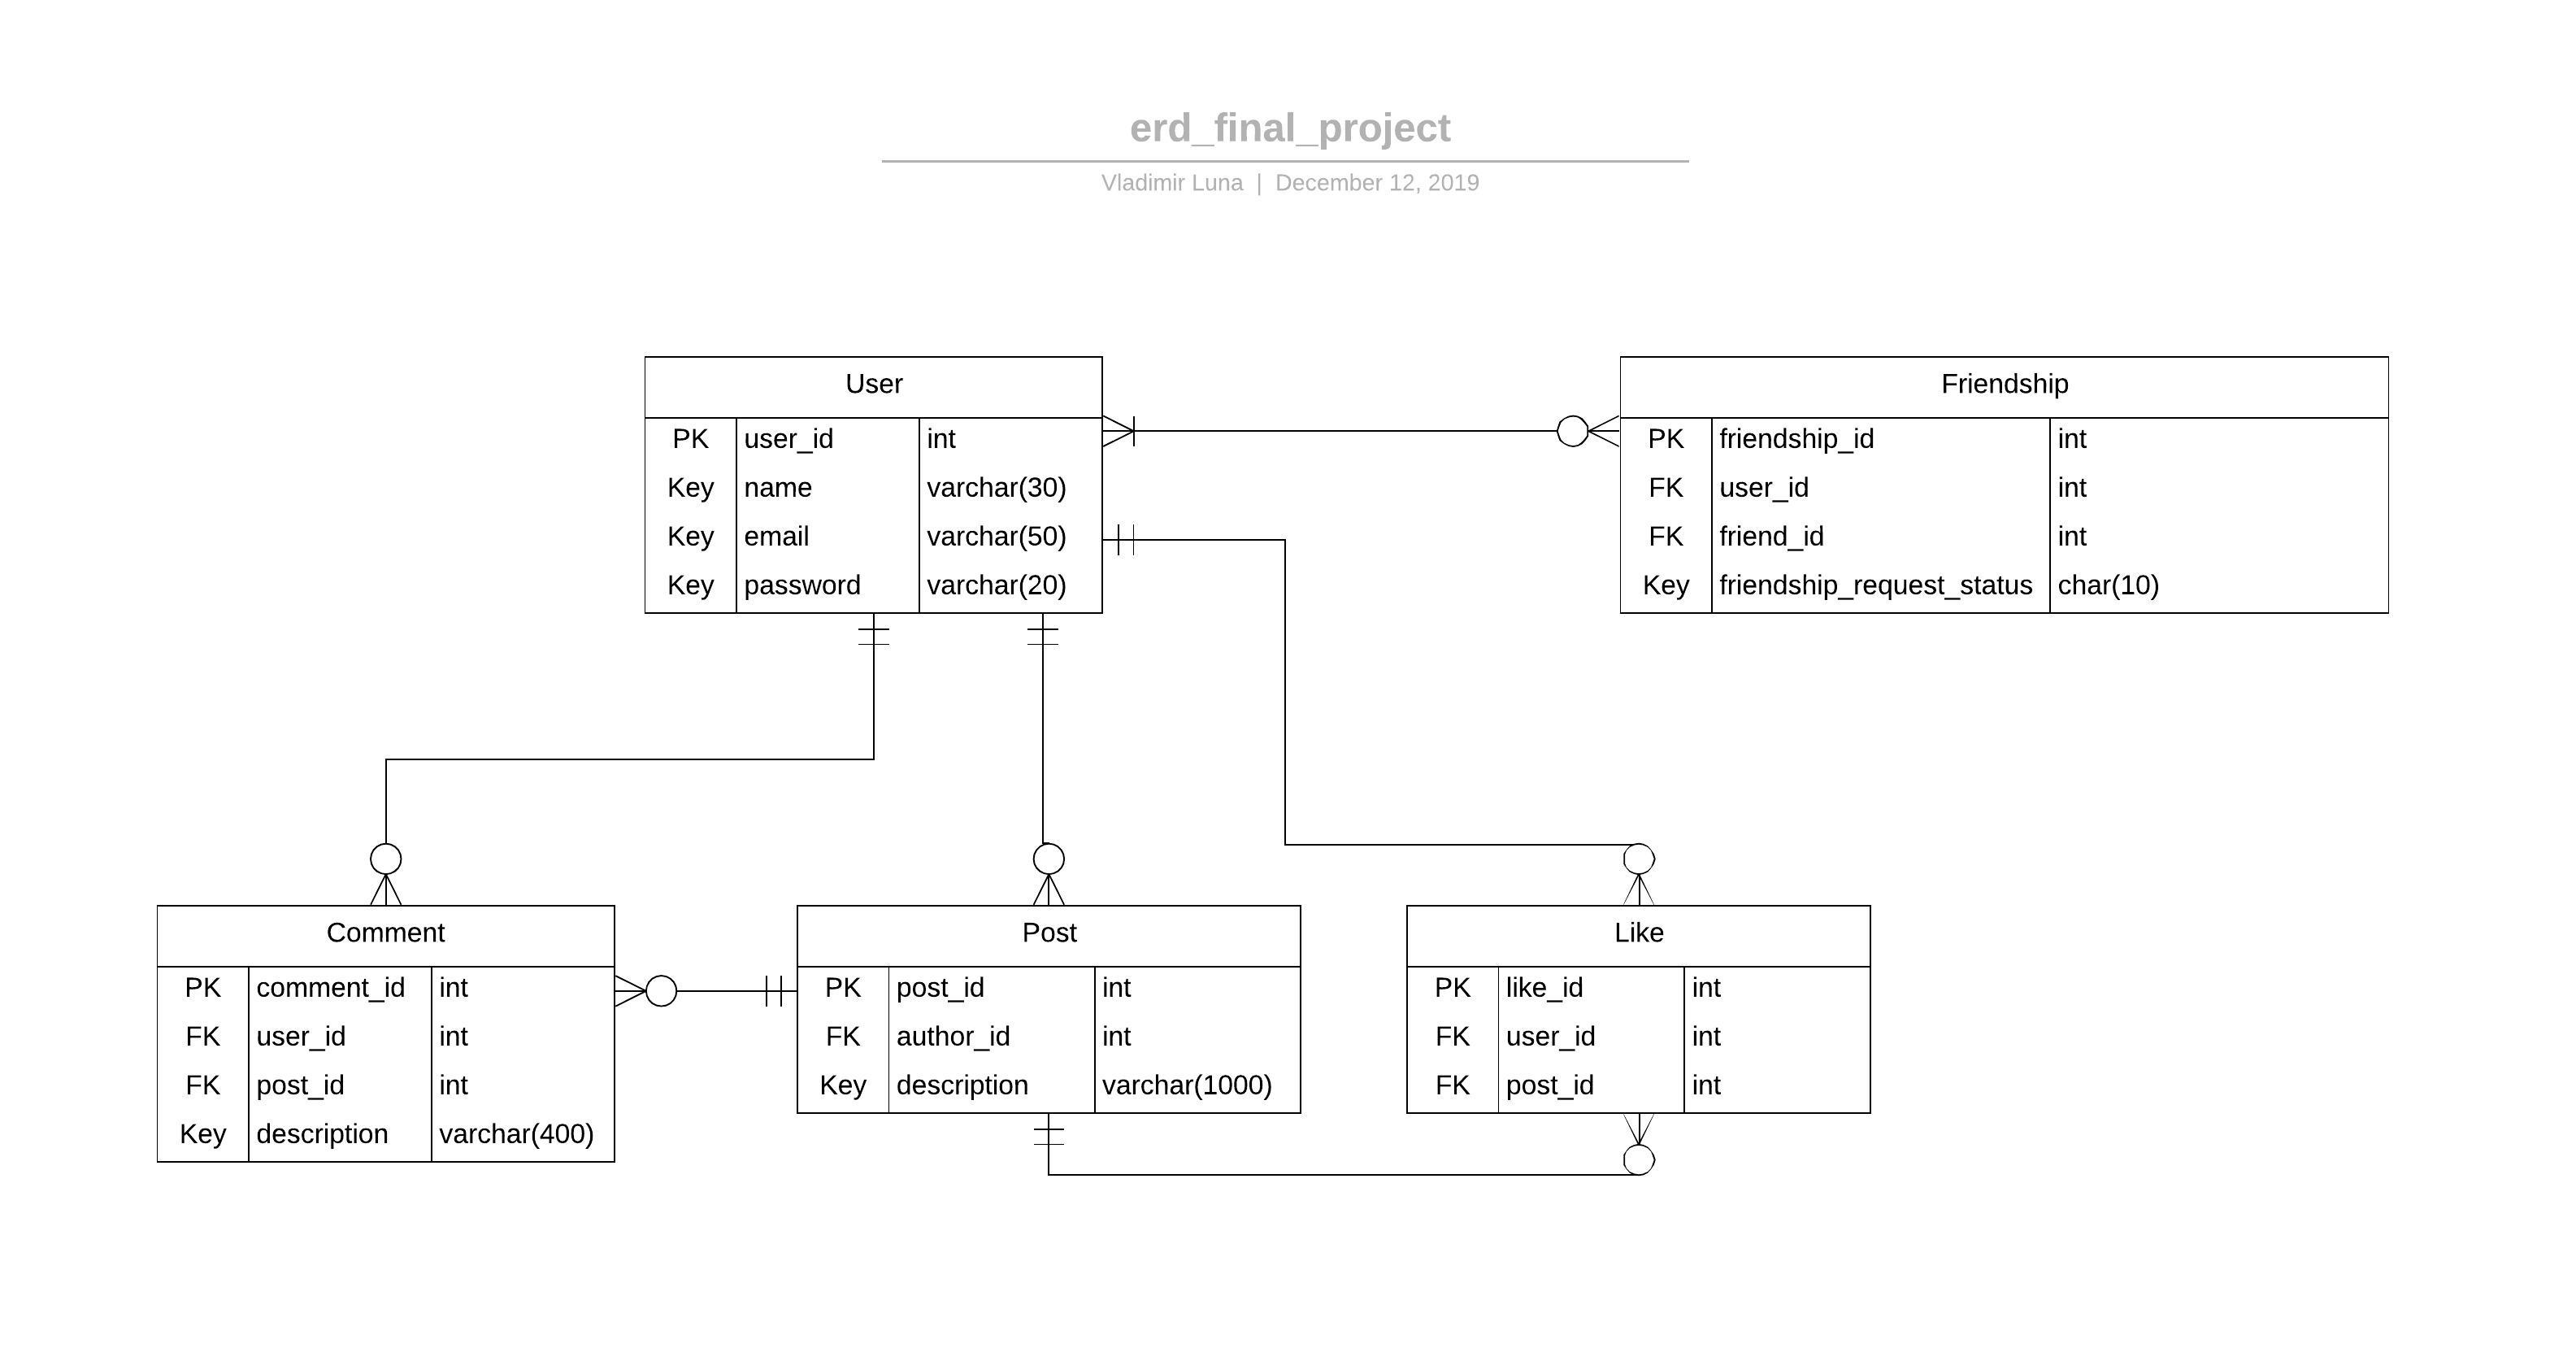 erd_final_project
Vladimir Luna | December 12, 2019
User
PK user_id int
Key name varchar(30)
Key email varchar(50)
Key password varchar(20)
Friendship
PK friendship_id int
FK user_id int
FK friend_id int
Key friendship_request_status char(10)
Comment
PK comment_id int
FK user_id int
FK post_id int
Key description varchar(400)
Post
PK post_id int
FK author_id int
Key description varchar(1000)
Like
PK like_id int
FK user_id int
FK post_id int